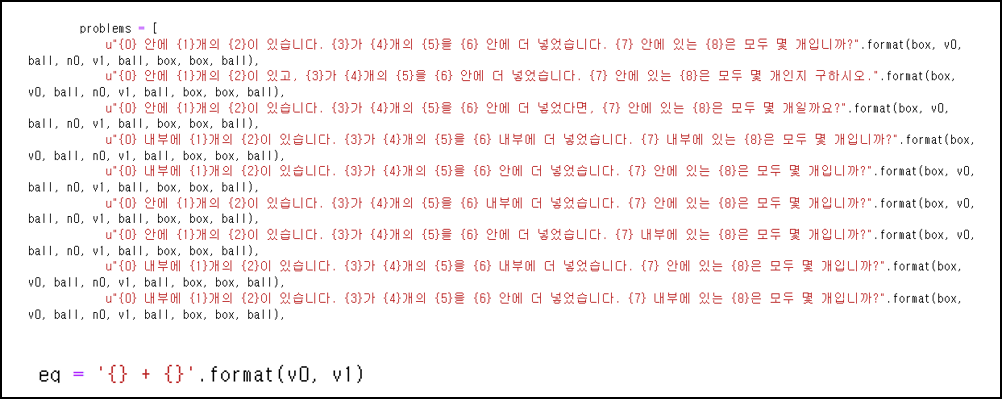 problems = [
u"{0} 안에 {1}개의 {2}이 있습니다. {3}가 {4}개의 {5}을 {6} 안에 더 넣었습니다. {7} 안에 있는 {8}은 모두 몇 개입니까?".format(box, v0,
ball, n0, v1, ball, box, box, ball),
u"{0} 안에 {1}개의 {2}이 있고, {3}가 {4}개의 {5}을 {6} 안에 더 넣었습니다. {7} 안에 있는 {8}은 모두 몇 개인지 구하시오.".format(box,
v0, ball, n0, v1, ball, box, box, ball),
u"{0} 안에 {1}개의 {2}이 있습니다. {3}가 {4}개의 {5}을 {6} 안에 더 넣었다면, {7} 안에 있는 {8}은 모두 몇 개일까요?".format(box, v0,
ball, n0, v1, ball, box, box, ball),
u"{0} 내부에 {1}개의 {2}이 있습니다. {3}가 {4}개의 {5}을 {6} 안에 더 넣었습니다. {7} 내부에 있는 {8}은 모두 몇 개입니까?".format(box,
v0, ball, n0, v1, ball, box, box, ball),
u"{0} 내부에 {1}개의 {2}이 있습니다. {3}가 {4}개의 {5}을 {6} 안에 더 넣었습니다. {7} 안에 있는 {8}은 모두 몇 개입니까?".format(box, v0,
ball, n0, v1, ball, box, box, ball),
u"{0} 안에 {1}개의 {2}이 있습니다. {3}가 {4}개의 {5}을 {6} 내부에 더 넣었습니다. {7} 안에 있는 {8}은 모두 몇 개입니까?".format(box, v0,
ball, n0, v1, ball, box, box, ball),
u"{0} 안에 {1}개의 {2}이 있습니다. {3}가 {4}개의 {5}을 {6} 안에 더 넣었습니다. {7} 내부에 있는 {8}은 모두 몇 개입니까?".format(box, v0,
ball, n0, v1, ball, box, box, ball),
u"{0} 내부에 {1}개의 {2}이 있습니다. {3}가 {4}개의 {5}을 {6} 내부에 더 넣었습니다. {7} 안에 있는 {8}은 모두 몇 개입니까?".format(box,
v0, ball, n0, v1, ball, box, box, ball),
u"{0} 내부에 {1}개의 {2}이 있습니다. {3}가 {4}개의 {5}을 {6} 안에 더 넣었습니다. {7} 내부에 있는 {8}은 모두 몇 개입니까?".format(box,
v0, ball, n0, v1, ball, box, box, ball),
eq = '{} + {}'.format(v0, v1)